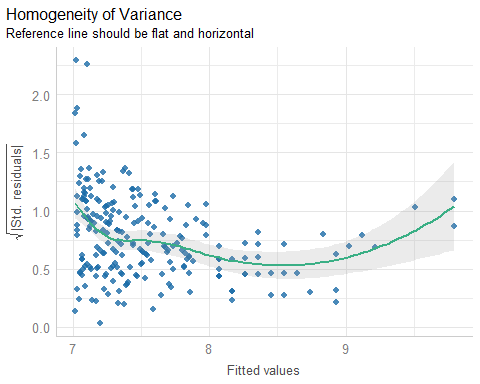 Homogeneity of Variance
Reference line should be flat and horizontal
√|Std. residuals|
2.0
1.5
1.0
0.5
0.0
7
8
9
Fitted values